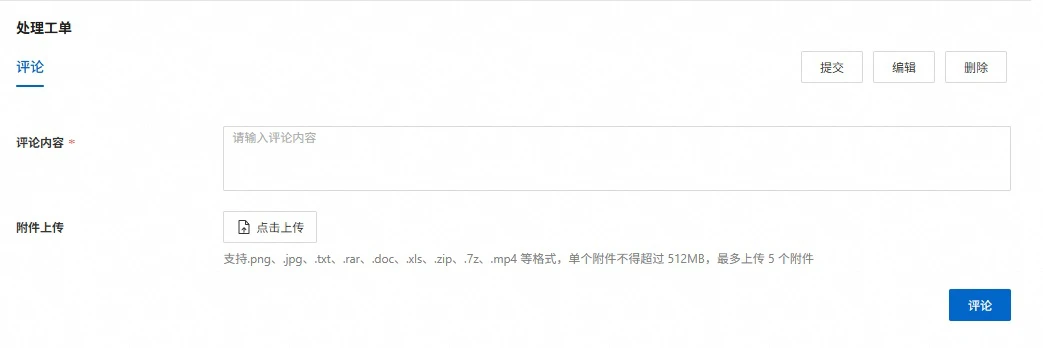 处理工单
评论
提交 编辑 删除
评论内容 *
请输入评论内容
附件上传
点击上传
支持.png、.jpg、.txt、.rar、.doc、.xls、.zip、.7z、.mp4 等格式，单个附件不得超过 512MB，最多上传 5 个附件
评论